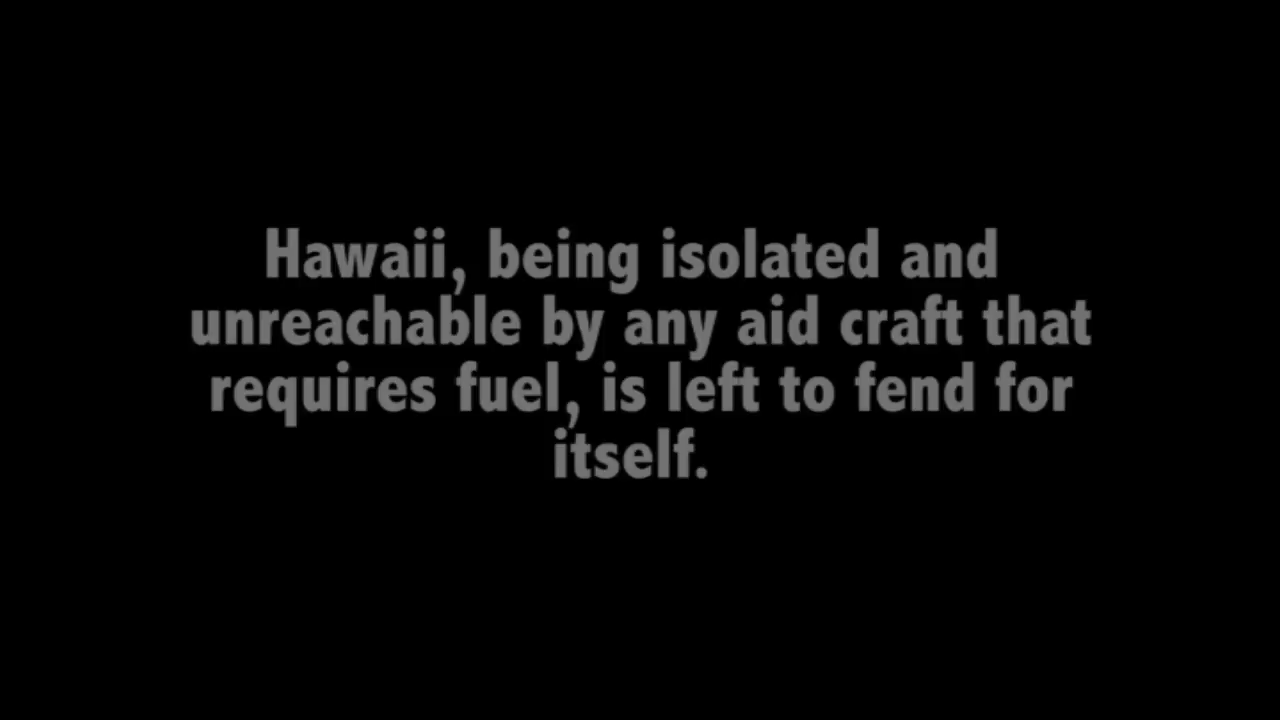 Hawaii, being isolated and
unreachable by any aid craft that
requires fuel, is left to fend for
itself.